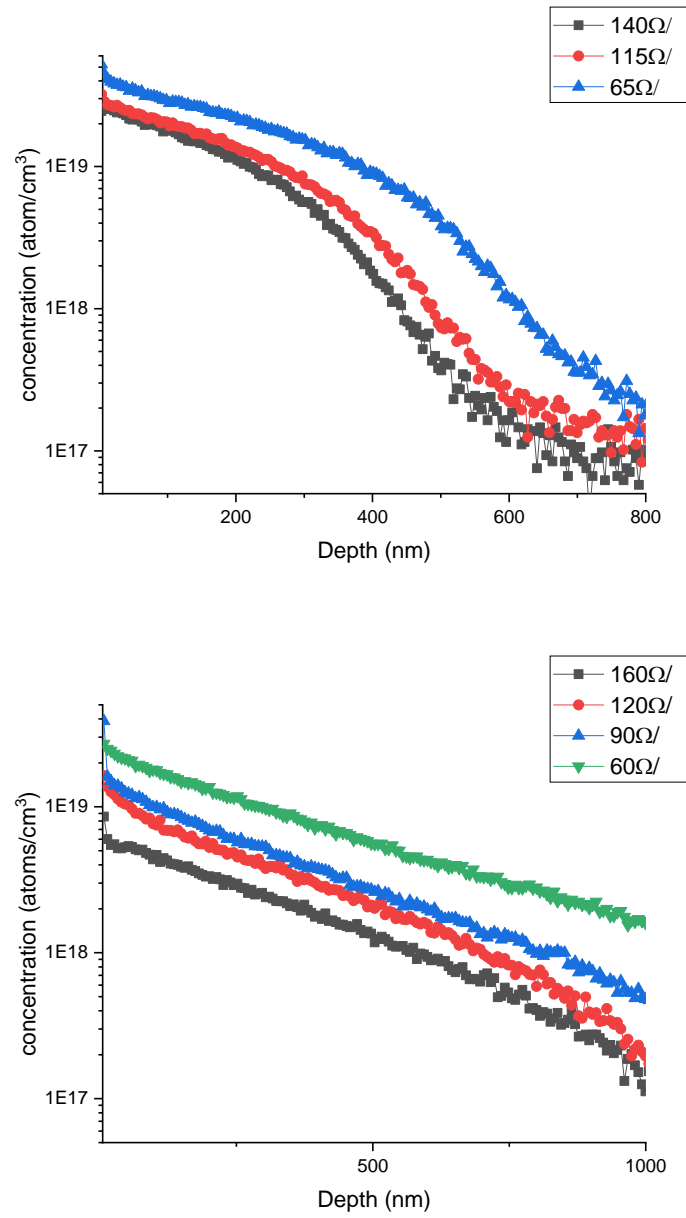 140Ω/
115Ω/
65Ω/
concentration (atom/cm³)
1E19
1E18
1E17
200
400
600
800
Depth (nm)
160Ω/
120Ω/
90Ω/
60Ω/
concentration (atoms/cm³)
1E19
1E18
1E17
500
1000
Depth (nm)